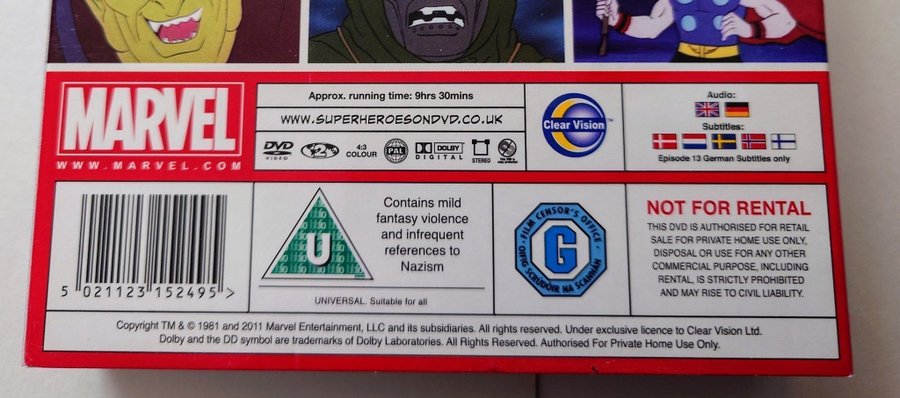 MARVEL
WWW.MARVEL.COM
Approx. running time: 9hrs 30mins
WWW.SUPERHEROESONDVD.CO.UK
DVD
VIDEO
2
4:3
COLOUR
PAL
DOLBY
DIGITAL
STEREO
Clear Vision™
Audio:
Subtitles:
Episode 13 German Subtitles only
5 021123 152495 >
U
Contains mild
fantasy violence
and infrequent
references to
Nazism
UNIVERSAL. Suitable for all
FILM CENSOR'S OFFICE
G
OIFIG SCRÚDÓIR NA SCANNÁN
NOT FOR RENTAL
THIS DVD IS AUTHORISED FOR RETAIL
SALE FOR PRIVATE HOME USE ONLY,
DISPOSAL OR USE FOR ANY OTHER
COMMERCIAL PURPOSE, INCLUDING
RENTAL, IS STRICTLY PROHIBITED
AND MAY RISE TO CIVIL LIABILITY.
Copyright TM & © 1981 and 2011 Marvel Entertainment, LLC and its subsidiaries. All rights reserved. Under exclusive licence to Clear Vision Ltd.
Dolby and the DD symbol are trademarks of Dolby Laboratories. All Rights Reserved. Authorised For Private Home Use Only.